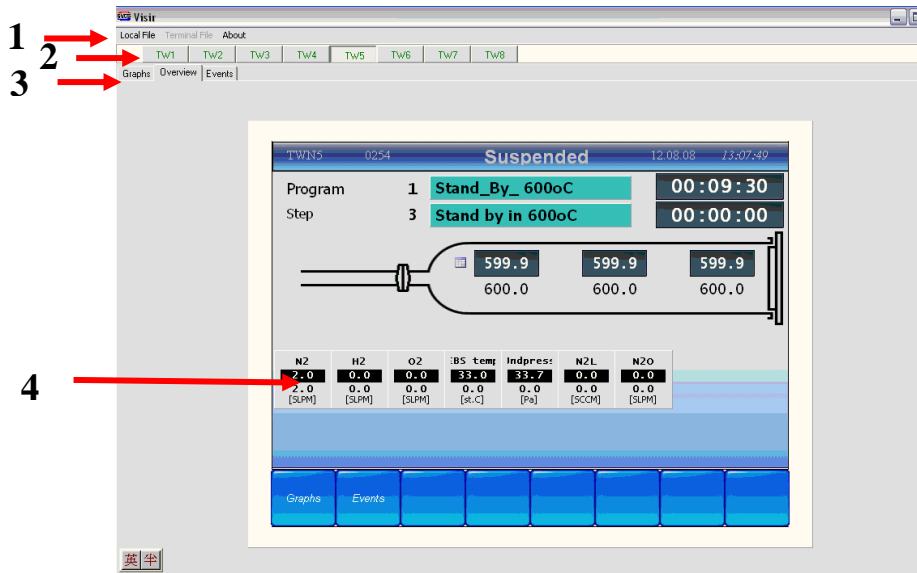 Visir
1
Local File Terminal File About
2
TW1 TW2 TW3 TW4 TW5 TW6 TW7 TW8
3
Graphs Overview Events
TWN5 0254 Suspended 12.08.08 13:07:49
Program 1 Stand_By_ 600oC 00:09:30
Step 3 Stand by in 600oC 00:00:00
599.9 599.9 599.9
600.0 600.0 600.0
N2 H2 O2 BS temp Indpress N2L N2O
4
2.0 0.0 0.0 33.0 33.7 0.0 0.0
2.0 0.0 0.0 0.0 0.0 0.0 0.0
[SLPM] [SLPM] [SLPM] [st.C] [Pa] [SCCM] [SLPM]
Graphs Events
英 半